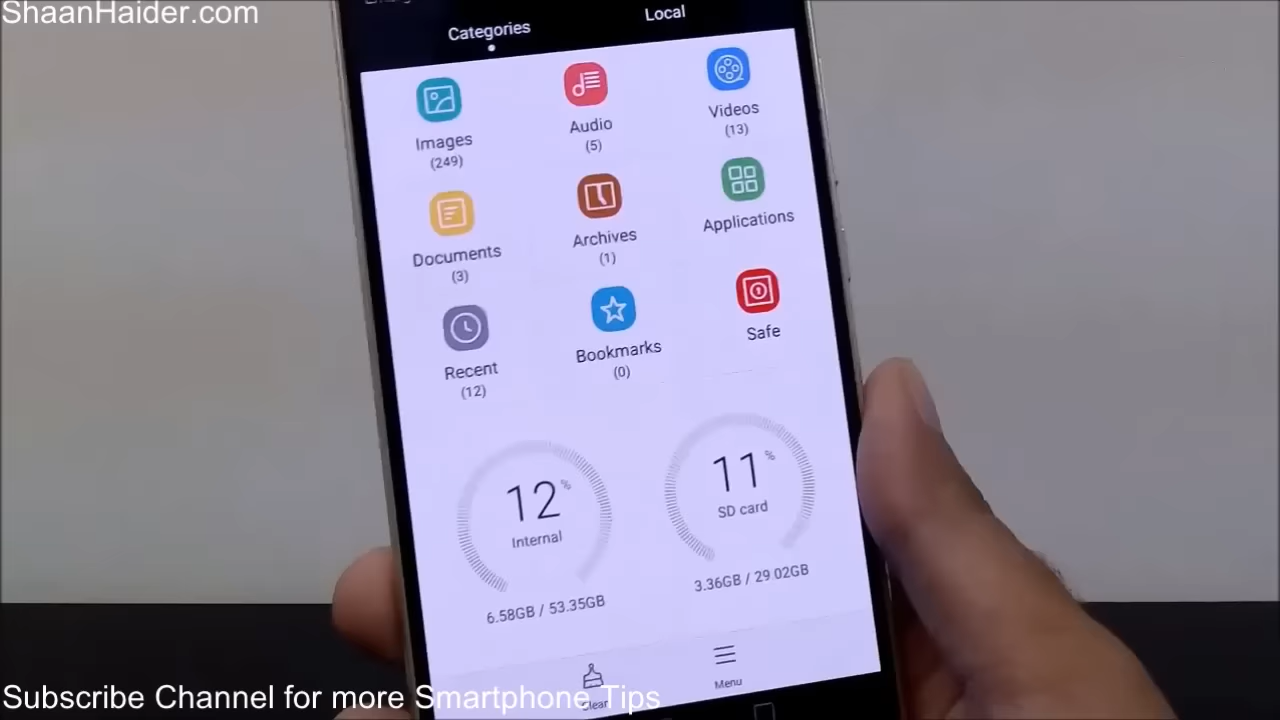 ShaanHaider.com
Categories
Local
Images
(249)
Audio
(5)
Videos
(13)
Documents
(3)
Archives
(1)
Applications
Recent
(12)
Bookmarks
(0)
Safe
12%
Internal
6.58GB / 53.35GB
11%
SD card
3.36GB / 29.02GB
Clear
Menu
Subscribe Channel for more Smartphone Tips